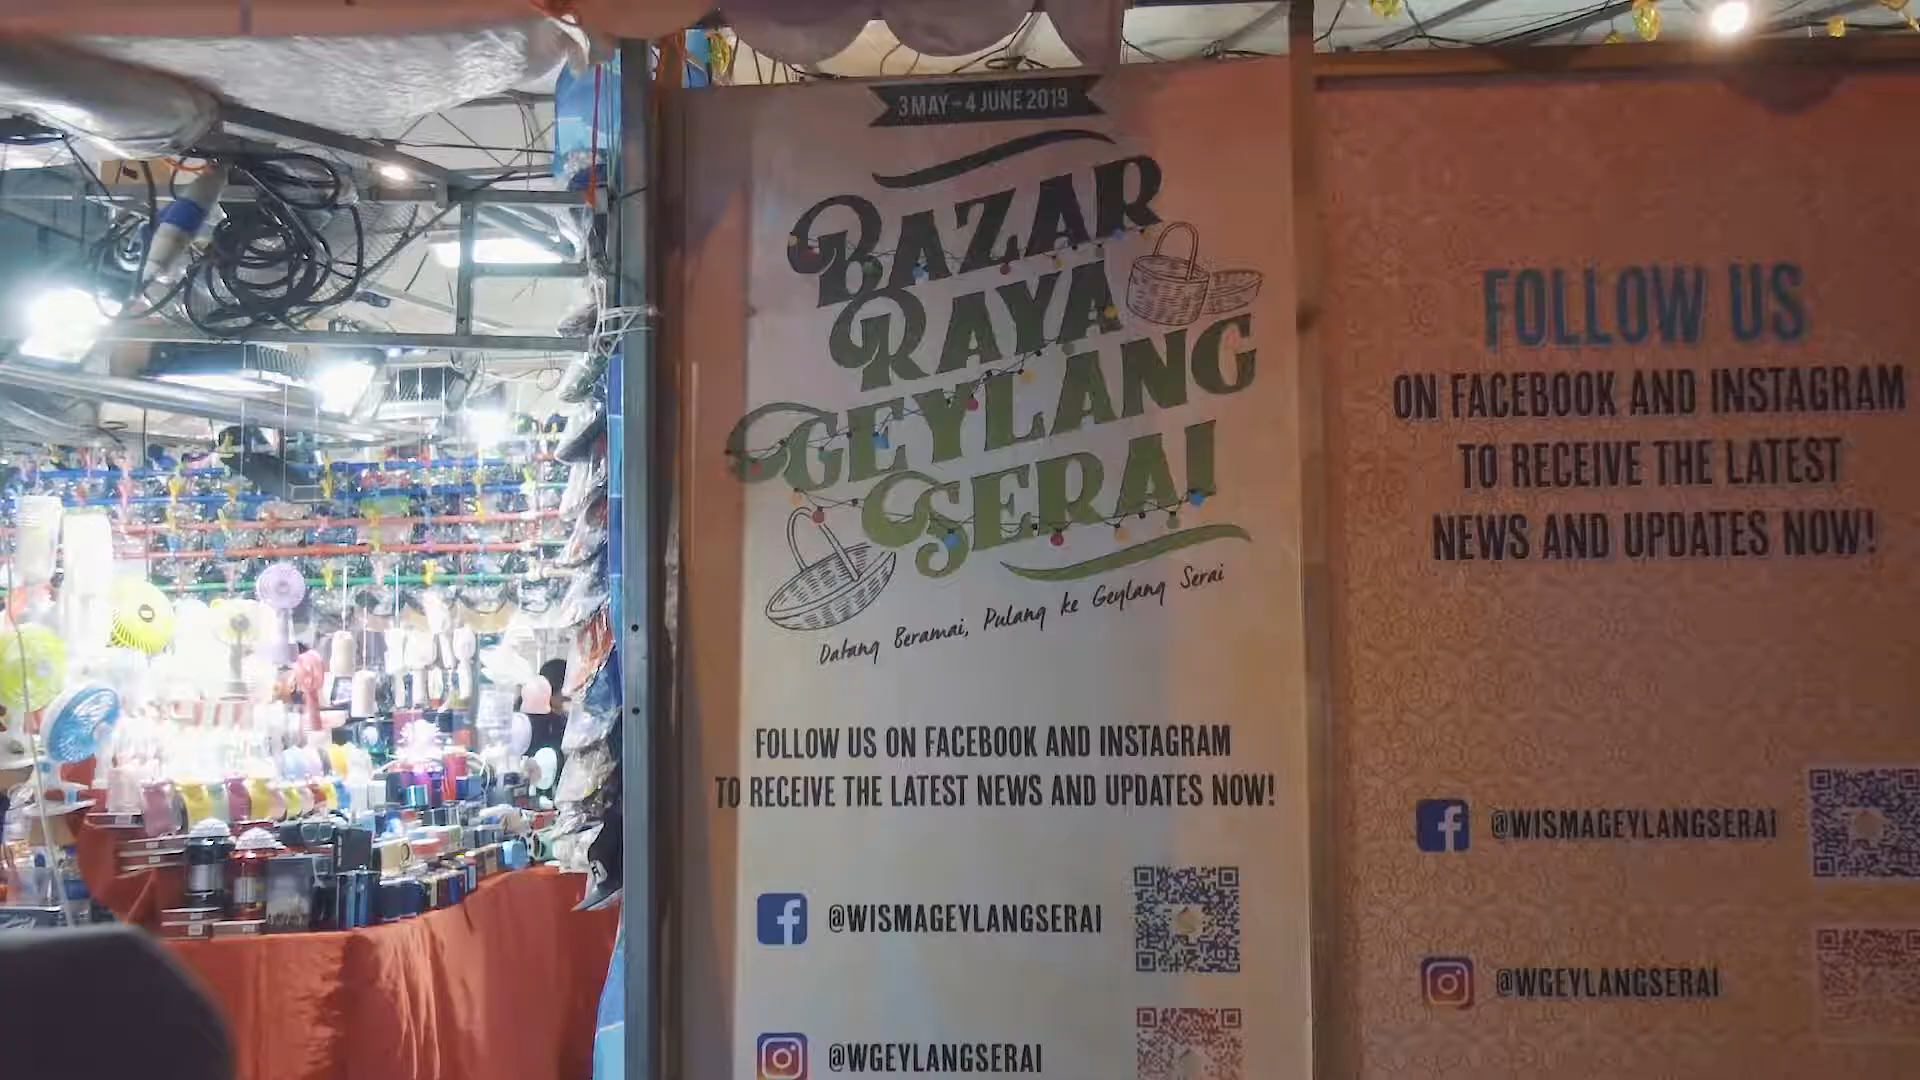 3 MAY - 4 JUNE 2019
BAZAR
RAYA
GEYLANG
SERAI
Datang Beramai, Pulang ke Geylang Serai
FOLLOW US ON FACEBOOK AND INSTAGRAM
TO RECEIVE THE LATEST NEWS AND UPDATES NOW!
@WISMAGEYLANGSERAI
@WGEYLANGSERAI
FOLLOW US
ON FACEBOOK AND INSTAGRAM
TO RECEIVE THE LATEST
NEWS AND UPDATES NOW!
@WISMAGEYLANGSERAI
@WGEYLANGSERAI